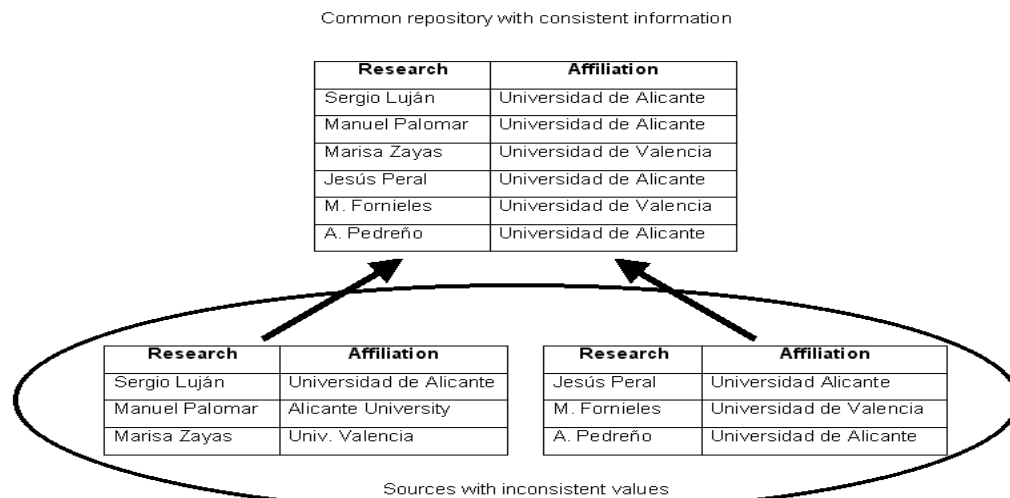 Common repository with consistent information
Research Affiliation
Sergio Luján Universidad de Alicante
Manuel Palomar Universidad de Alicante
Marisa Zayas Universidad de Valencia
Jesús Peral Universidad de Alicante
M. Fornieles Universidad de Valencia
A. Pedreño Universidad de Alicante
Research Affiliation
Sergio Luján Universidad de Alicante
Manuel Palomar Alicante University
Marisa Zayas Univ. Valencia
Research Affiliation
Jesús Peral Universidad Alicante
M. Fornieles Universidad de Valencia
A. Pedreño Universidad de Alicante
Sources with inconsistent values